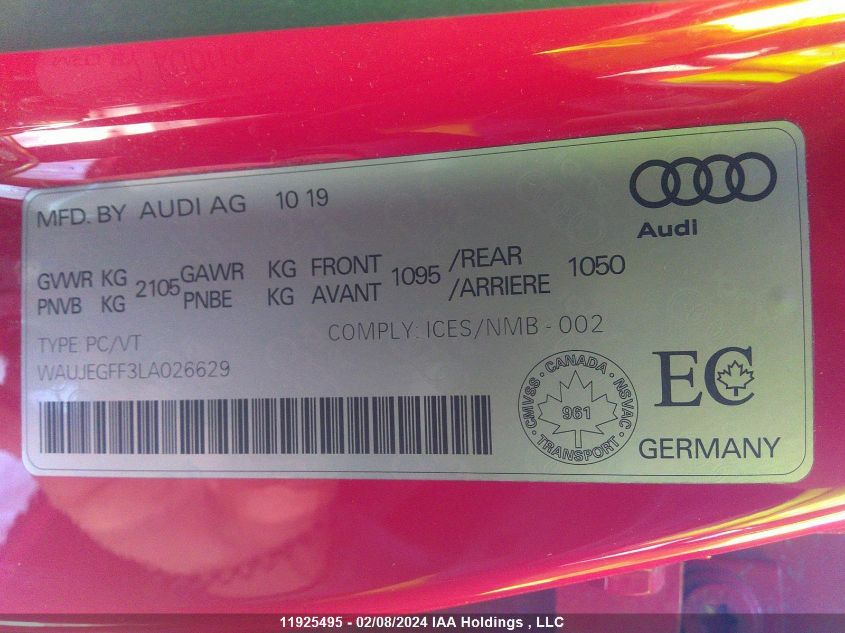 MFD. BY AUDI AG 10 19
Audi
GVWR KG 2105 GAWR KG FRONT 1095 /REAR 1050
PNVB KG PNBE KG AVANT /ARRIERE
TYPE: PC/VT COMPLY: ICES/NMB - 002
WAUJEGFF3LA026629
CANADA
CMVSS 961 NSVAC
TRANSPORT
EC
GERMANY
11925495 - 02/08/2024 IAA Holdings , LLC